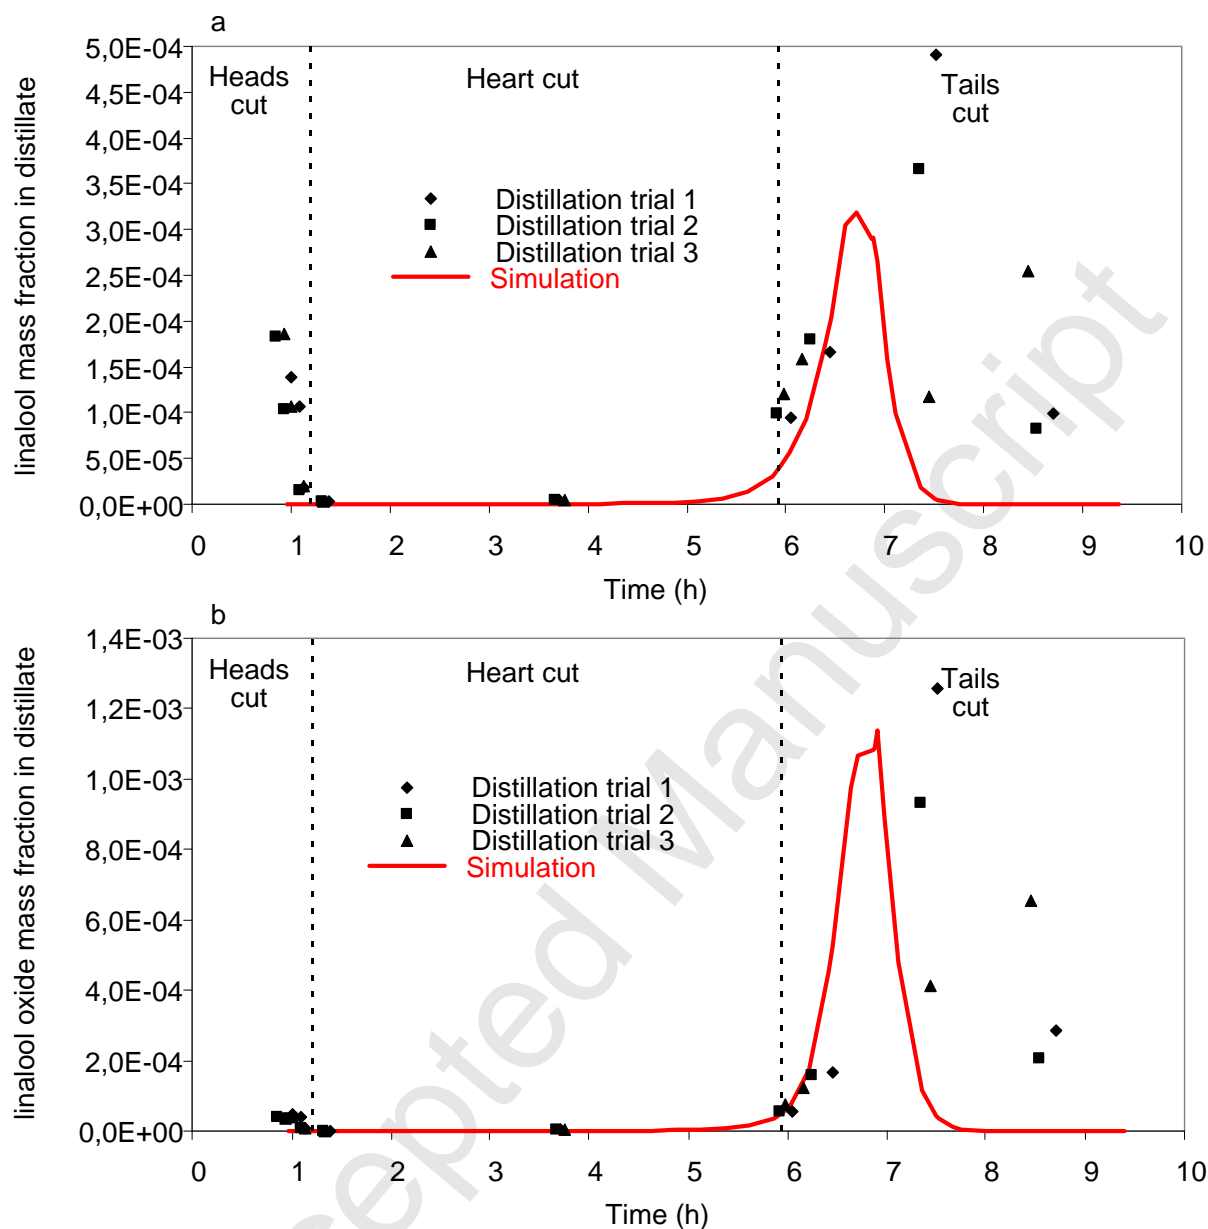 a
linalool mass fraction in distillate
5,0E-04
4,5E-04
4,0E-04
3,5E-04
3,0E-04
2,5E-04
2,0E-04
1,5E-04
1,0E-04
5,0E-05
0,0E+00
Heads
cut
Heart cut
Tails
cut
Distillation trial 1
Distillation trial 2
Distillation trial 3
Simulation
0 1 2 3 4 5 6 7 8 9 10
Time (h)
b
linalool oxide mass fraction in distillate
1,4E-03
1,2E-03
1,0E-03
8,0E-04
6,0E-04
4,0E-04
2,0E-04
0,0E+00
Heads
cut
Heart cut
Tails
cut
Distillation trial 1
Distillation trial 2
Distillation trial 3
Simulation
0 1 2 3 4 5 6 7 8 9 10
Time (h)
epted Manuscript